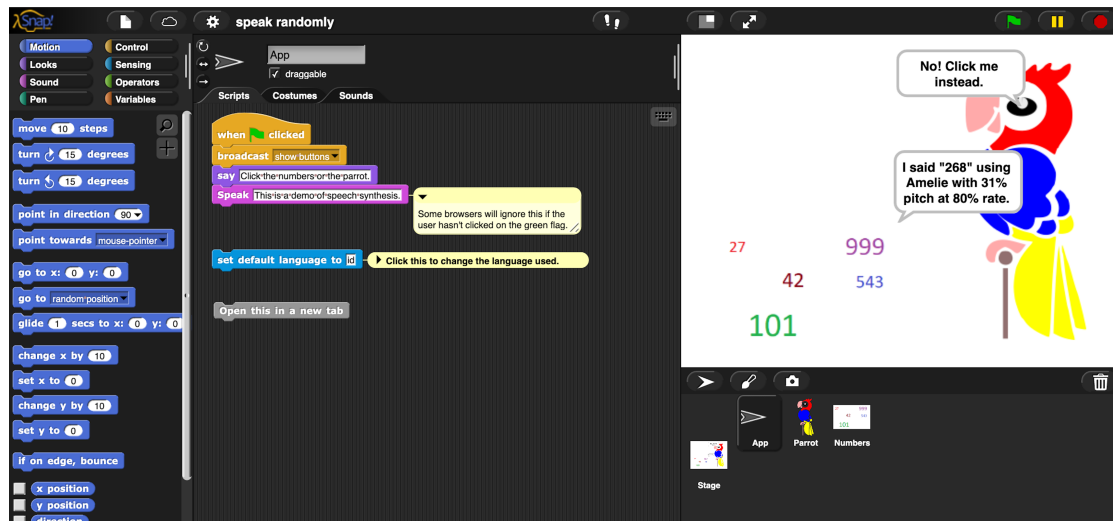 Snap!
speak randomly
Motion
Control
Looks
Sensing
Sound
Operators
Pen
Variables
move 10 steps
turn 15 degrees
turn 15 degrees
point in direction 90
point towards mouse-pointer
go to x: 0 y: 0
go to random position
glide 1 secs to x: 0 y: 0
change x by 10
set x to 0
change y by 10
set y to 0
if on edge, bounce
x position
y position
direction
App
draggable
Scripts
Costumes
Sounds
when clicked
broadcast show buttons
say Click the numbers or the parrot.
Speak This is a demo of speech synthesis.
Some browsers will ignore this if the
user hasn't clicked on the green flag.
set default language to id
Click this to change the language used.
Open this in a new tab
No! Click me
instead.
I said "268" using
Amelie with 31%
pitch at 80% rate.
27
999
42
543
101
Stage
App
Parrot
Numbers
27
999
42
101